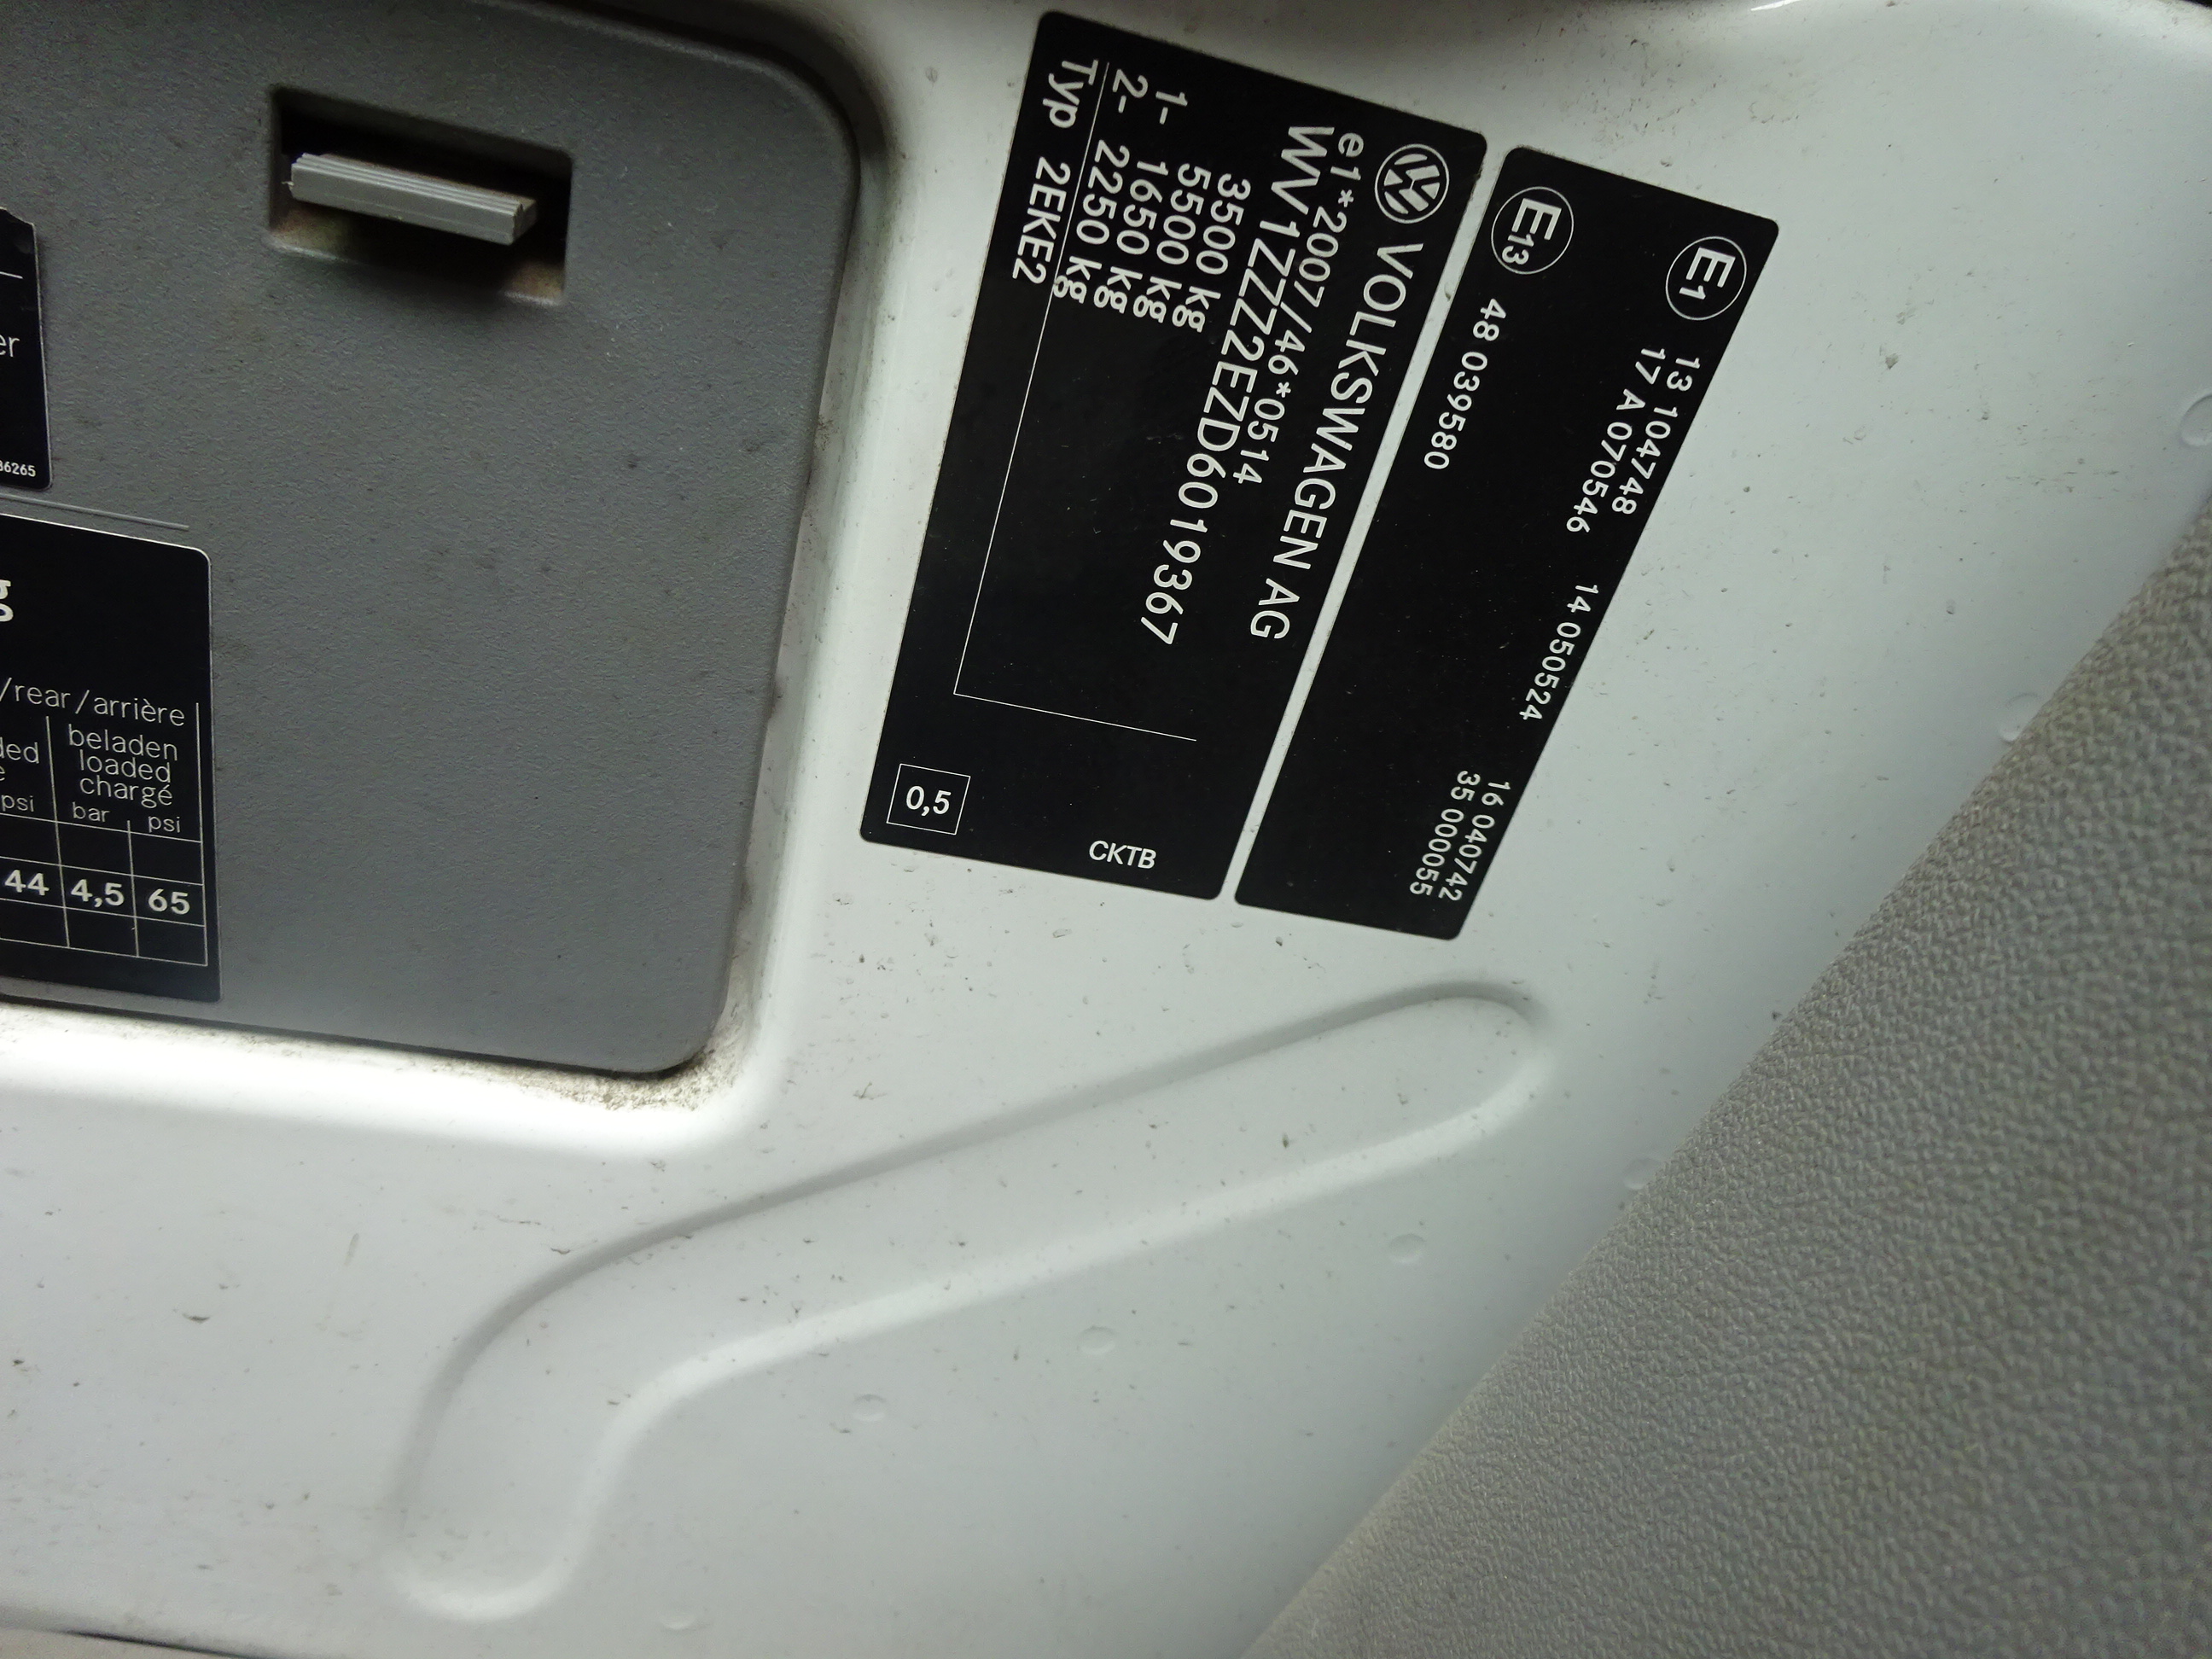 E1
13 104748
14 050524
16 040742
17 A 070546
35 000055
E13
48 039580
VOLKSWAGEN AG
e1*2007/46*0514
WV1ZZZ2EZD6019367
3500 kg
5500 kg
1- 1650 kg
2- 2250 kg
Typ 2EKE2
CKTB
0,5
er
86265
g
/rear/arrière
beladen
loaded
chargé
psi bar psi
44 4,5 65